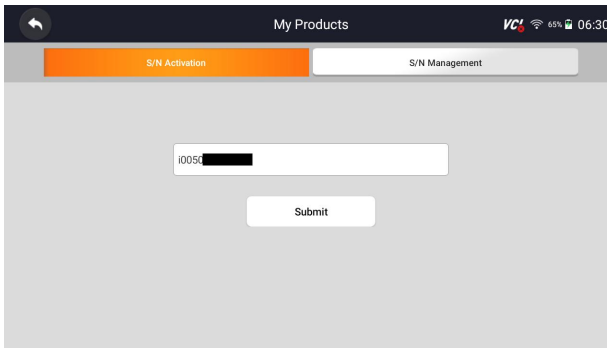 My Products
VCI 65% 06:30
S/N Activation
S/N Management
i0050
Submit